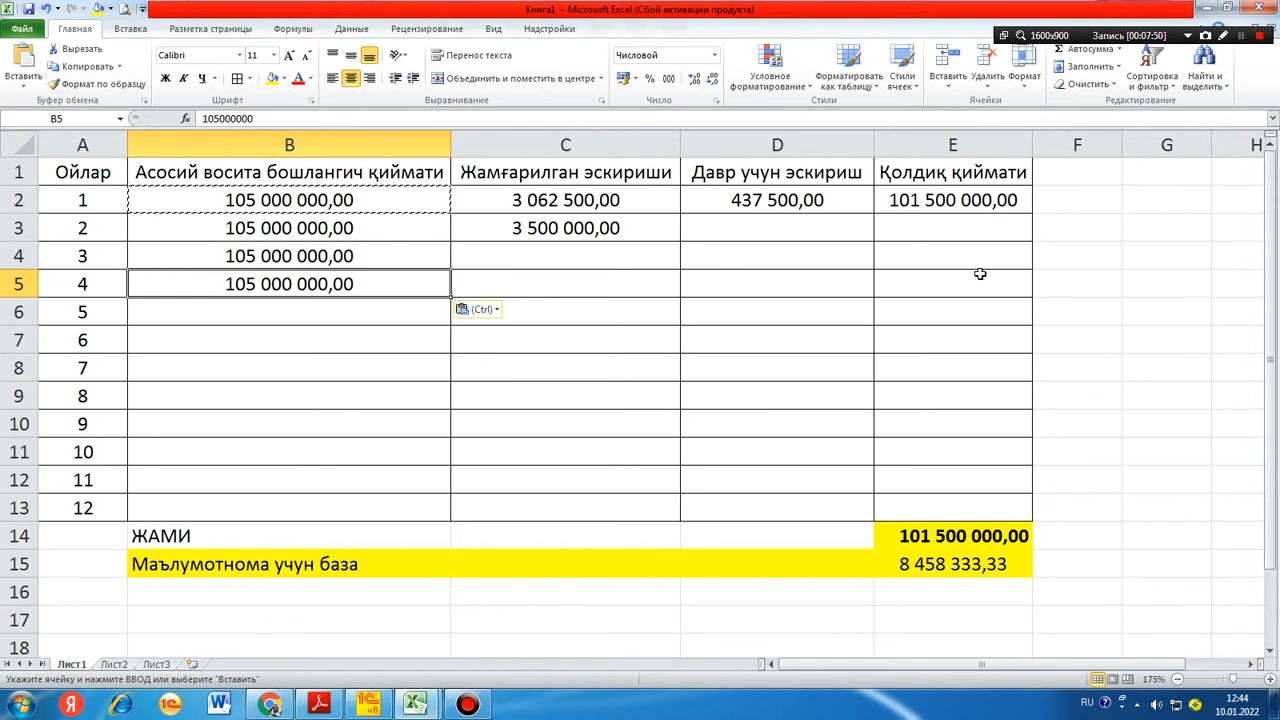 Книга1 - Microsoft Excel (Сбой активации продукта)
Файл Главная Вставка Разметка страницы Формулы Данные Рецензирование Вид Надстройки
1600x900 Запись [00:07:50]
Вставить
Вырезать
Копировать
Формат по образцу
Буфер обмена
Calibri 11
Ж К Ч
Шрифт
Перенос текста
Объединить и поместить в центре
Выравнивание
Числовой
% 000
Число
Условное форматирование
Форматировать как таблицу
Стили ячеек
Стили
Вставить Удалить Формат
Ячейки
Автосумма
Заполнить
Очистить
Сортировка и фильтр
Найти и выделить
Редактирование
B5 fx 105000000
A B C D E F G H
1 Ойлар Асосий восита бошлангич қиймати Жамғарилган эскириши Давр учун эскириш Қолдиқ қиймати
2 1 105 000 000,00 3 062 500,00 437 500,00 101 500 000,00
3 2 105 000 000,00 3 500 000,00
4 3 105 000 000,00
5 4 105 000 000,00
(Ctrl)
6 5
7 6
8 7
9 8
10 9
11 10
12 11
13 12
14 ЖАМИ 101 500 000,00
15 Маълумотнома учун база 8 458 333,33
16
17
18
Лист1 Лист2 Лист3
Укажите ячейку и нажмите ВВОД или выберите "Вставить"
175%
RU
12:44
10.01.2022